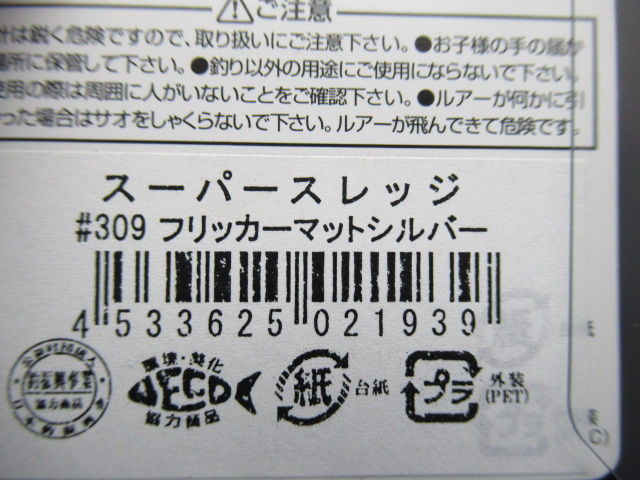 ご注意
針は鋭く危険ですので、取り扱いにご注意下さい。●お子様の手の届か
場所に保管して下さい。●釣り以外の用途にご使用にならないで下さい。
使用の際は周囲に人がいないことをご確認下さい。●ルアーが何かに引
った場合はサオをしゃくらないで下さい。ルアーが飛んできて危険です。
スーパースレッジ
#309 フリッカーマットシルバー
4 533625 021939
環境・美化
ECO
協力商品
紙
台紙
プラ
外装
(PET)